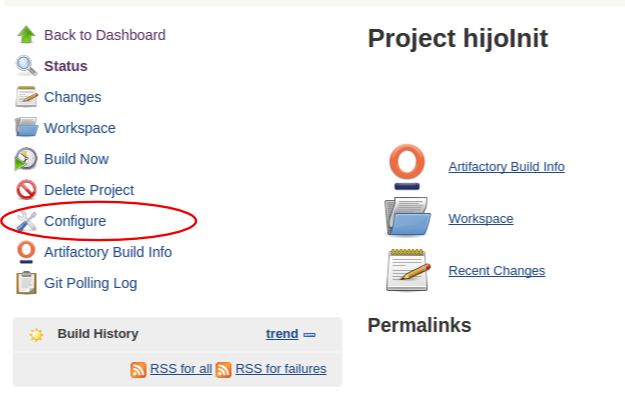 Back to Dashboard
Status
Changes
Workspace
Build Now
Delete Project
Configure
Artifactory Build Info
Git Polling Log
Build History trend
RSS for all RSS for failures
Project hijoInit
Artifactory Build Info
Workspace
Recent Changes
Permalinks